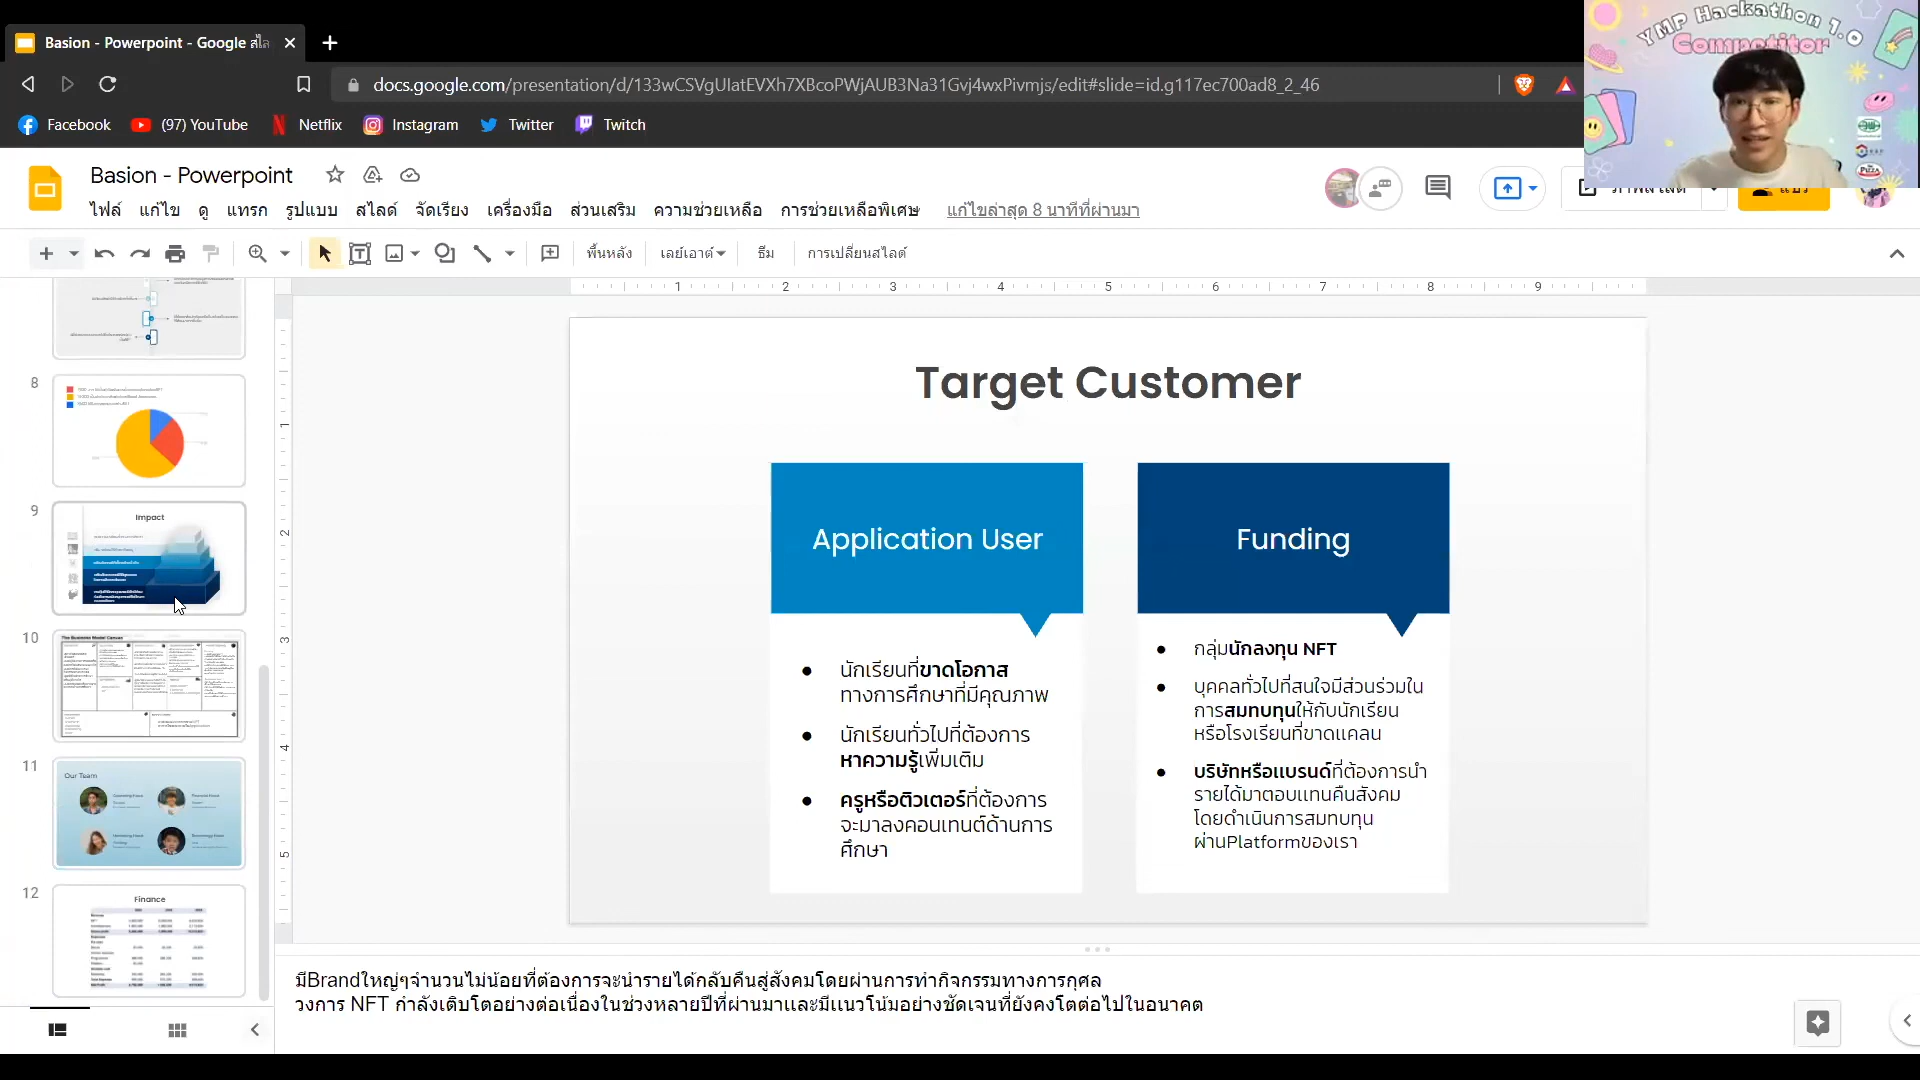 Basion - Powerpoint - Google สไล
docs.google.com/presentation/d/133wCSVgUIatEVXh7XBcoPWjAUB3Na31Gvj4wxPivmjs/edit#slide=id.g117ec700ad8_2_46
Facebook
(97) YouTube
Netflix
Instagram
Twitter
Twitch
YMP Hackathon 1.0
Competitor
Basion - Powerpoint
ไฟล์ แก้ไข ดู แทรก รูปแบบ สไลด์ จัดเรียง เครื่องมือ ส่วนเสริม ความช่วยเหลือ การช่วยเหลือพิเศษ
แก้ไขล่าสุด 8 นาทีที่ผ่านมา
พื้นหลัง
เลย์เอาต์
ธีม
การเปลี่ยนสไลด์
1 2 3 4 5 6 7 8 9
1
2
3
4
5
8
9
Impact
10
The Business Model Canvas
11
Our Team
12
Finance
Target Customer
Application User
นักเรียนที่ขาดโอกาส
ทางการศึกษาที่มีคุณภาพ
นักเรียนทั่วไปที่ต้องการ
หาความรู้เพิ่มเติม
ครูหรือติวเตอร์ที่ต้องการ
จะมาลงคอนเทนต์ด้านการ
ศึกษา
Funding
กลุ่มนักลงทุน NFT
บุคคลทั่วไปที่สนใจมีส่วนร่วมใน
การสมทบทุนให้กับนักเรียน
หรือโรงเรียนที่ขาดแคลน
บริษัทหรือแบรนด์ที่ต้องการนำ
รายได้มาตอบแทนคืนสังคม
โดยดำเนินการสมทบทุน
ผ่านPlatformของเรา
มีBrandใหญ่ๆจำนวนไม่น้อยที่ต้องการจะนำรายได้กลับคืนสู่สังคมโดยผ่านการทำกิจกรรมทางการกุศล
วงการ NFT กำลังเติบโตอย่างต่อเนื่องในช่วงหลายปีที่ผ่านมาและมีแนวโน้มอย่างชัดเจนที่ยังคงโตต่อไปในอนาคต